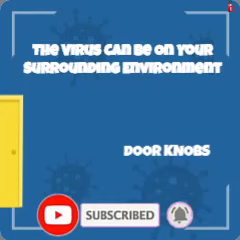 The virus can be on your
surrounding environment
Door Knobs
SUBSCRIBED